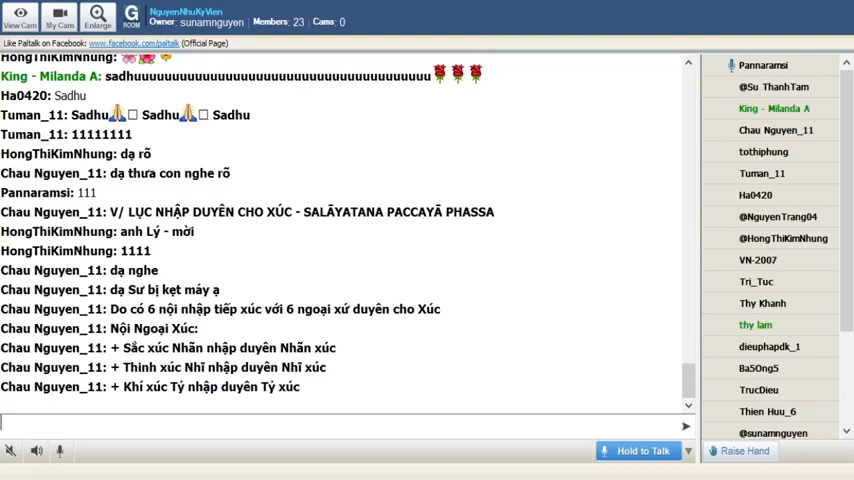 NguyenNhuKyVien
Owner: sunamnguyen   Members: 23   Cams: 0
View Cam   My Cam   Enlarge   G ROOM
Like Paltalk on Facebook: www.facebook.com/paltalk (Official Page)
HongThiKimNhung:
King - Milanda A: sadhuuuuuuuuuuuuuuuuuuuuuuuuuuuuuuuuuuuuuuu
Ha0420: Sadhu
Tuman_11: Sadhu🙏□ Sadhu🙏□ Sadhu
Tuman_11: 11111111
HongThiKimNhung: dạ rõ
Chau Nguyen_11: dạ thưa con nghe rõ
Pannaramsi: 111
Chau Nguyen_11: V/ LỤC NHẬP DUYÊN CHO XÚC - SALĀYATANA PACCAYĀ PHASSA
HongThiKimNhung: anh Lý - mời
HongThiKimNhung: 1111
Chau Nguyen_11: dạ nghe
Chau Nguyen_11: dạ Sư bị kẹt máy ạ
Chau Nguyen_11: Do có 6 nội nhập tiếp xúc với 6 ngoại xứ duyên cho Xúc
Chau Nguyen_11: Nội Ngoại Xúc:
Chau Nguyen_11: + Sắc xúc Nhãn nhập duyên Nhãn xúc
Chau Nguyen_11: + Thinh xúc Nhĩ nhập duyên Nhĩ xúc
Chau Nguyen_11: + Khí xúc Tỷ nhập duyên Tỷ xúc
Hold to Talk
Raise Hand
Pannaramsi
@Su ThanhTam
King - Milanda A
Chau Nguyen_11
tothiphung
Tuman_11
Ha0420
@NguyenTrang04
@HongThiKimNhung
VN-2007
Tri_Tuc
Thy Khanh
thy lam
dieuphapdk_1
Ba5Ong5
TrucDieu
Thien Huu_6
@sunamnguyen